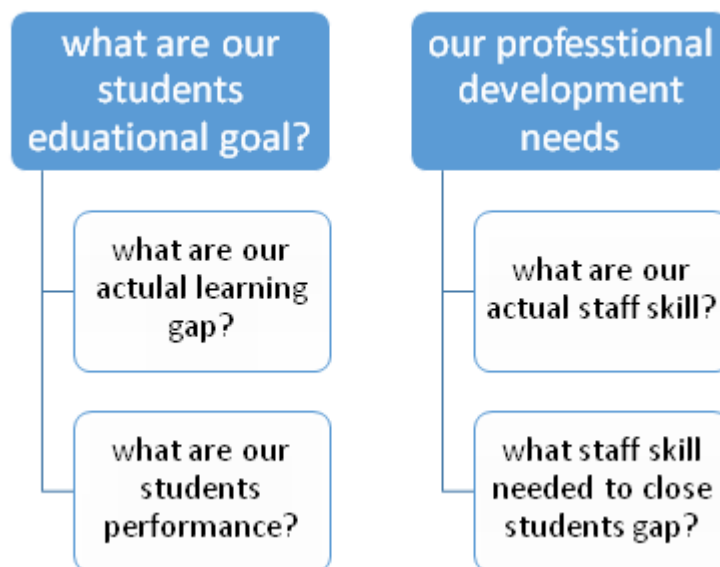 what are our
students
eduational goal?
what are our
actulal learning
gap?
what are our
students
performance?
our professtional
development
needs
what are our
actual staff skill?
what staff skill
needed to close
students gap?